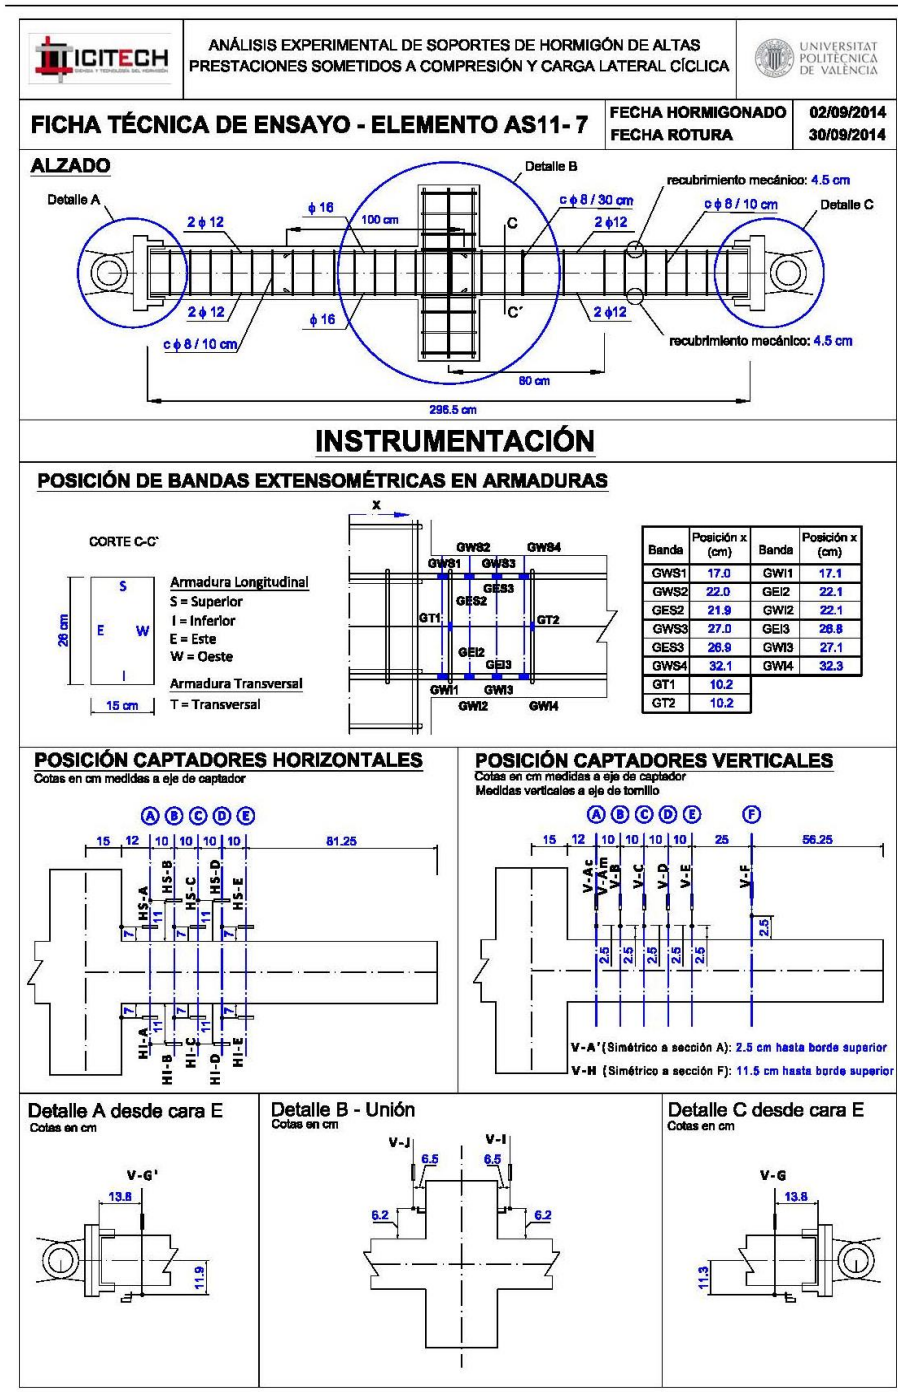 ICITECH
CIENCIA Y TECNOLOGÍA DEL HORMIGÓN
ANÁLISIS EXPERIMENTAL DE SOPORTES DE HORMIGÓN DE ALTAS
PRESTACIONES SOMETIDOS A COMPRESIÓN Y CARGA LATERAL CÍCLICA
UNIVERSITAT
POLITÈCNICA
DE VALÈNCIA
FICHA TÉCNICA DE ENSAYO - ELEMENTO AS11- 7
FECHA HORMIGONADO 02/09/2014
FECHA ROTURA 30/09/2014
ALZADO
Detalle A
Detalle B
Detalle C
recubrimiento mecánico: 4.5 cm
2 ϕ 12
ϕ 16
100 cm
C
c ϕ 8 / 30 cm
2 ϕ12
c ϕ 8 / 10 cm
2 ϕ 12
c ϕ 8 / 10 cm
ϕ 16
C´
2 ϕ12
recubrimiento mecánico: 4.5 cm
80 cm
296.5 cm
INSTRUMENTACIÓN
POSICIÓN DE BANDAS EXTENSOMÉTRICAS EN ARMADURAS
CORTE C-C`
S
E W
I
26 cm
15 cm
Armadura Longitudinal
S = Superior
I = Inferior
E = Este
W = Oeste
Armadura Transversal
T = Transversal
X
GWS2 GWS4
GWS1 GWS3
GES3
GES2
GT1 GT2
GEI2
GEI3
GWI1 GWI3
GWI2 GWI4
Banda Posición x (cm) Banda Posición x (cm)
GWS1 17.0 GWI1 17.1
GWS2 22.0 GEI2 22.1
GES2 21.9 GWI2 22.1
GWS3 27.0 GEI3 26.8
GES3 26.9 GWI3 27.1
GWS4 32.1 GWI4 32.3
GT1 10.2
GT2 10.2
POSICIÓN CAPTADORES HORIZONTALES
Cotas en cm medidas a eje de captador
A B C D E
15 12 10 10 10 10 81.25
HS-A HS-B HS-C HS-D HS-E
7 11 7 11 7
7 11 7 11 7
HI-A HI-B HI-C HI-D HI-E
POSICIÓN CAPTADORES VERTICALES
Cotas en cm medidas a eje de captador
Medidas verticales a eje de tornillo
A B C D E F
15 12 10 10 10 10 25 56.25
V-Ac V-Am V-B V-C V-D V-E V-F
2.5 2.5 2.5 2.5 2.5 2.5
V-A'(Simétrico a sección A): 2.5 cm hasta borde superior
V-H (Simétrico a sección F): 11.5 cm hasta borde superior
Detalle A desde cara E
Cotas en cm
V-G'
13.8
11.9
Detalle B - Unión
Cotas en cm
V-J V-I
6.5 6.5
6.2 6.2
Detalle C desde cara E
Cotas en cm
V-G
13.8
11.3